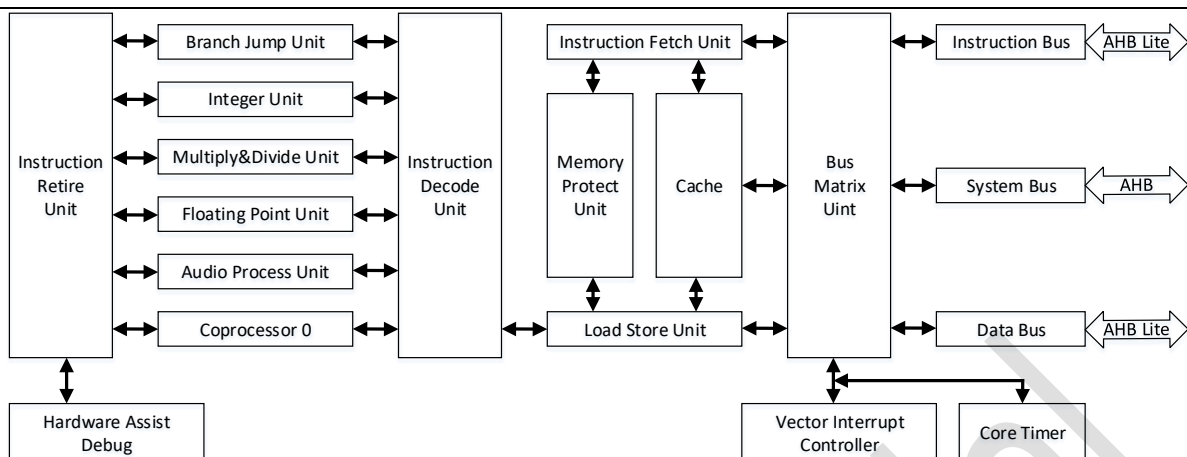 Branch Jump Unit
Instruction Fetch Unit
Instruction Bus
AHB Lite
Integer Unit
Instruction
Retire
Unit
Multiply&Divide Unit
Instruction
Decode
Unit
Memory
Protect
Unit
Cache
Bus
Matrix
Uint
System Bus
AHB
Floating Point Unit
Audio Process Unit
Coprocessor 0
Load Store Unit
Data Bus
AHB Lite
Hardware Assist
Debug
Vector Interrupt
Controller
Core Timer